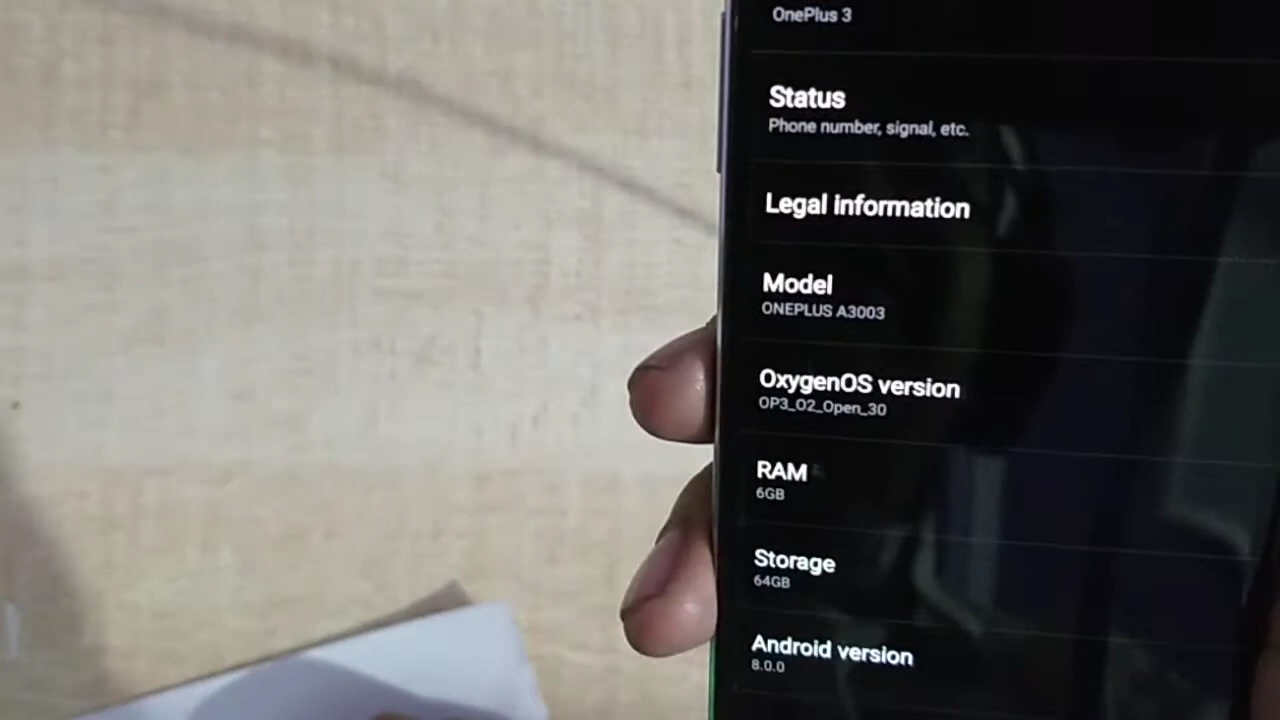 OnePlus 3
Status
Phone number, signal, etc.
Legal information
Model
ONEPLUS A3003
OxygenOS version
OP3_O2_Open_30
RAM
6GB
Storage
64GB
Android version
8.0.0